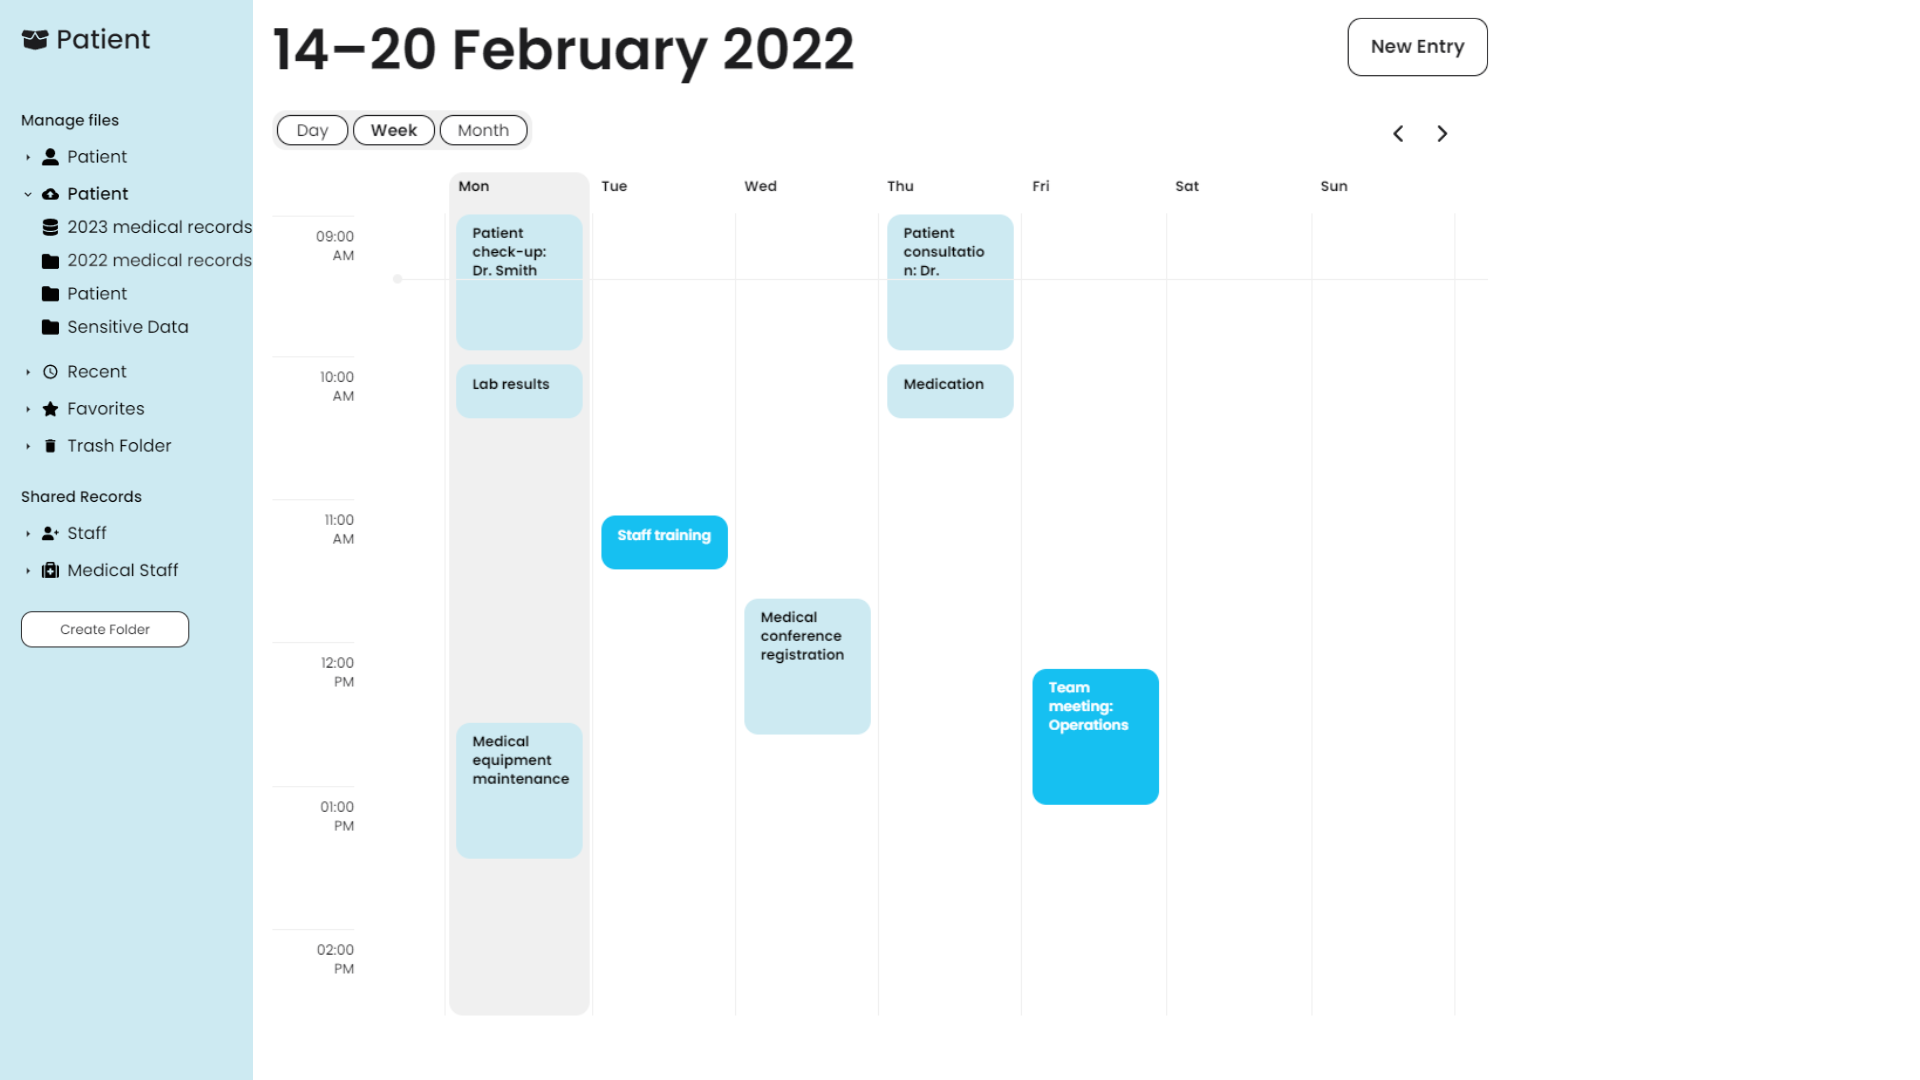 Patient
Manage files
Patient
Patient
2023 medical records
2022 medical records
Patient
Sensitive Data
Recent
Favorites
Trash Folder
Shared Records
Staff
Medical Staff
Create Folder
14–20 February 2022
New Entry
Day
Week
Month
Mon
Tue
Wed
Thu
Fri
Sat
Sun
09:00
AM
10:00
AM
11:00
AM
12:00
PM
01:00
PM
02:00
PM
Patient
check-up:
Dr. Smith
Lab results
Medical
equipment
maintenance
Staff training
Medical
conference
registration
Patient
consultatio
n: Dr.
Medication
Team
meeting:
Operations